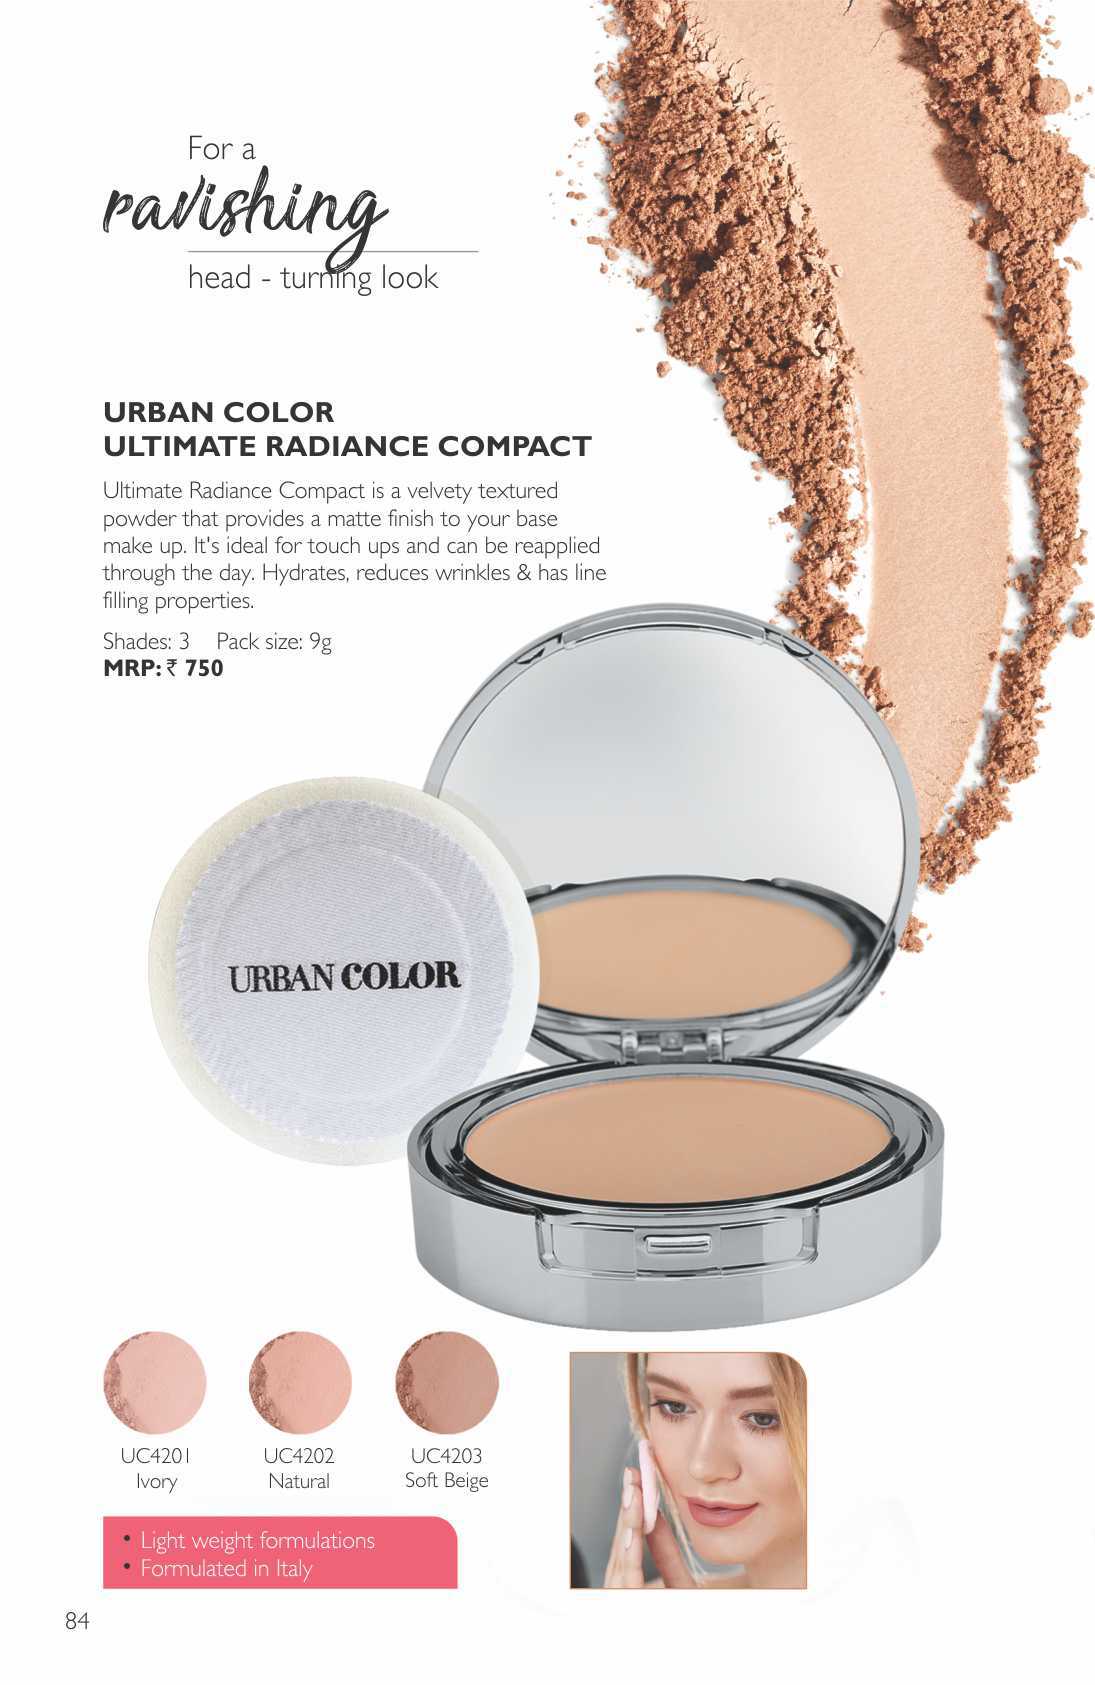 For a
ravishing
head - turning look
URBAN COLOR
ULTIMATE RADIANCE COMPACT
Ultimate Radiance Compact is a velvety textured
powder that provides a matte finish to your base
make up. It's ideal for touch ups and can be reapplied
through the day. Hydrates, reduces wrinkles & has line
filling properties.
Shades: 3 Pack size: 9g
MRP: ₹ 750
URBAN COLOR
UC4201
Ivory
UC4202
Natural
UC4203
Soft Beige
• Light weight formulations
• Formulated in Italy
84